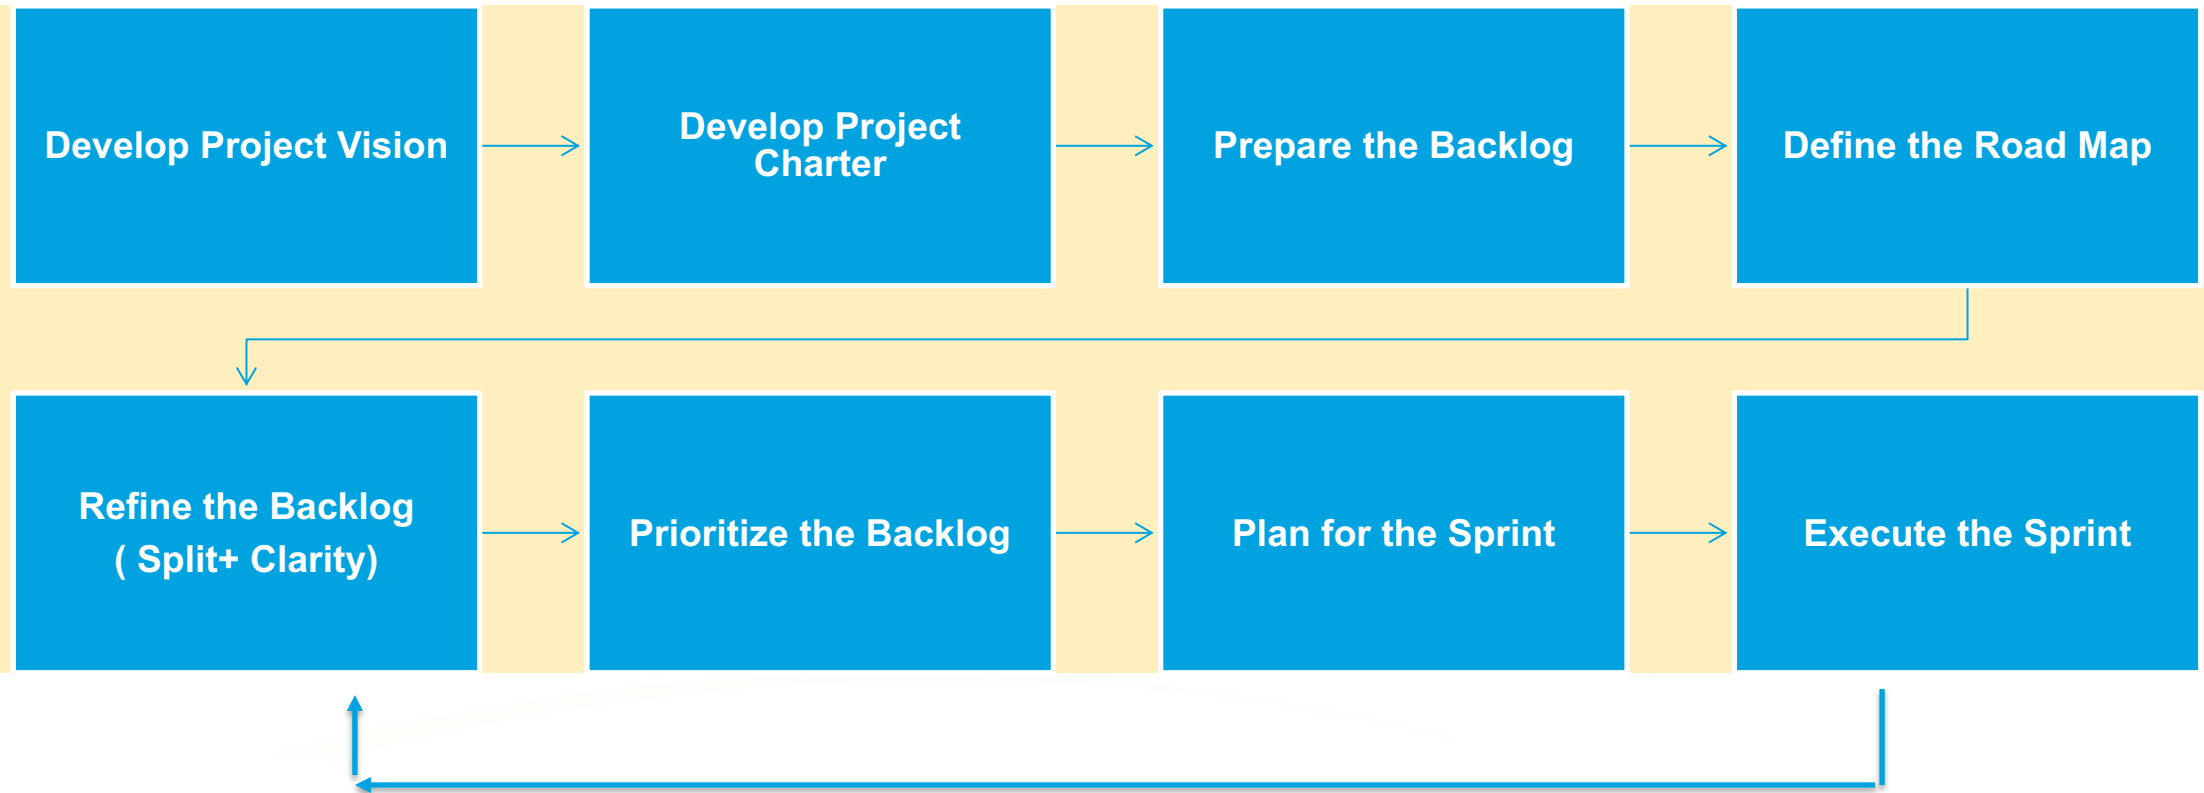 Develop Project Vision
Develop Project
Charter
Prepare the Backlog
Define the Road Map
Refine the Backlog
( Split+ Clarity)
Prioritize the Backlog
Plan for the Sprint
Execute the Sprint